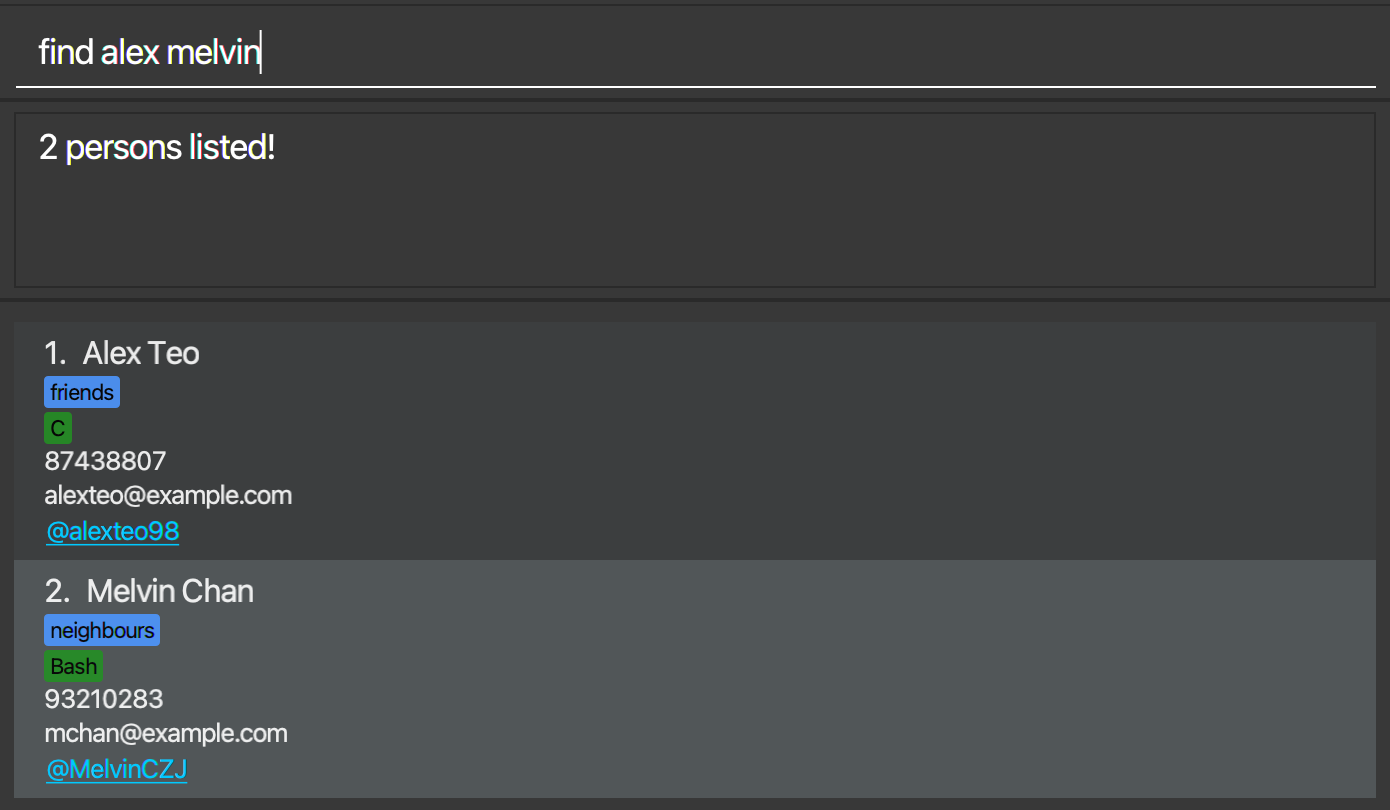 find alex melvin
2 persons listed!
1. Alex Teo
friends
C
87438807
alexteo@example.com
@alexteo98
2. Melvin Chan
neighbours
Bash
93210283
mchan@example.com
@MelvinCZJ